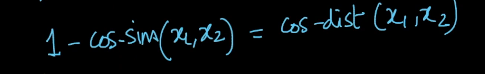 1 - cos-sim(x₁,x₂) = cos-dist(x₁,x₂)